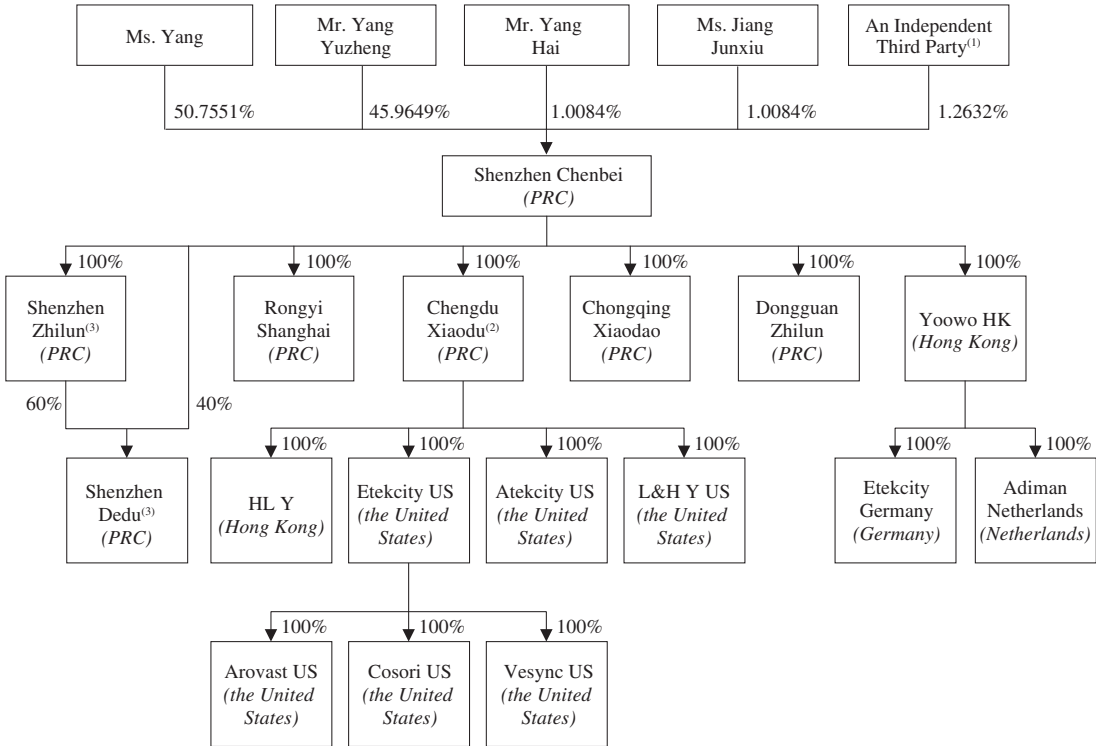 Ms. Yang
Mr. Yang
Yuzheng
Mr. Yang
Hai
Ms. Jiang
Junxiu
An Independent
Third Party(1)
50.7551%
45.9649%
1.0084%
1.0084%
1.2632%
Shenzhen Chenbei
(PRC)
100%
100%
100%
100%
100%
100%
Shenzhen
Zhilun(3)
(PRC)
Rongyi
Shanghai
(PRC)
Chengdu
Xiaodu(2)
(PRC)
Chongqing
Xiaodao
(PRC)
Dongguan
Zhilun
(PRC)
Yoowo HK
(Hong Kong)
60%
40%
100%
100%
100%
100%
100%
100%
Shenzhen
Dedu(3)
(PRC)
HL Y
(Hong Kong)
Etekcity US
(the United
States)
Atekcity US
(the United
States)
L&H Y US
(the United
States)
Etekcity
Germany
(Germany)
Adiman
Netherlands
(Netherlands)
100%
100%
100%
Arovast US
(the United
States)
Cosori US
(the United
States)
Vesync US
(the United
States)